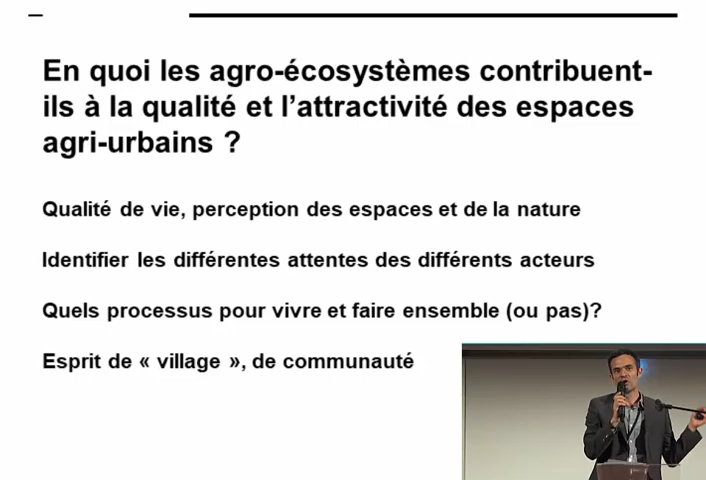 En quoi les agro-écosystèmes contribuent-
ils à la qualité et l’attractivité des espaces
agri-urbains ?
Qualité de vie, perception des espaces et de la nature
Identifier les différentes attentes des différents acteurs
Quels processus pour vivre et faire ensemble (ou pas)?
Esprit de « village », de communauté